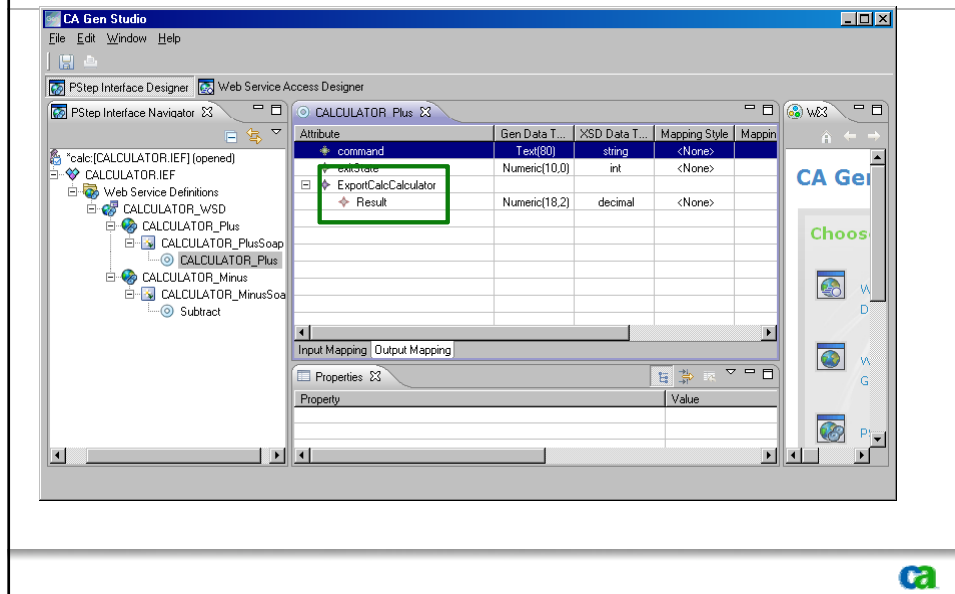 CA Gen Studio
File Edit Window Help
PStep Interface Designer Web Service Access Designer
PStep Interface Navigator
*calc:[CALCULATOR.IEF] (opened)
CALCULATOR.IEF
Web Service Definitions
CALCULATOR_WSD
CALCULATOR_Plus
CALCULATOR_PlusSoap
CALCULATOR_Plus
CALCULATOR_Minus
CALCULATOR_MinusSoa
Subtract
CALCULATOR_Plus
Attribute Gen Data T... XSD Data T... Mapping Style Mappin
command Text(80) string <None>
exitState Numeric(10,0) int <None>
ExportCalcCalculator
Result Numeric(18,2) decimal <None>
Input Mapping Output Mapping
Properties
Property Value
CA Gen
Choos
W
D
W
G
PS
ca